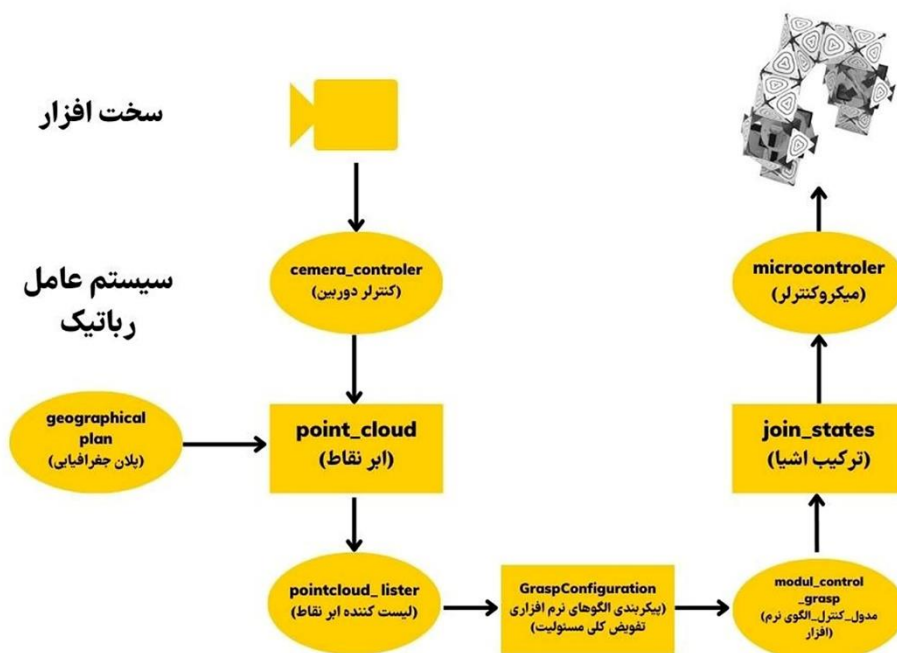 سخت افزار
cemera_controler
(کنترلر دوربین)
microcontroler
(میکروکنترلر)
سیستم عامل
رباتیک
geographical
plan
(پلان جغرافیایی)
point_cloud
(ابر نقاط)
join_states
(ترکیب اشیا)
pointcloud_lister
(لیست کننده ابر نقاط)
GraspConfiguration
(پیکربندی الگوهای نرم افزاری
تفویض کلی مسئولیت)
modul_control
_grasp
(مدول_کنترل_الگوی نرم
افزار)